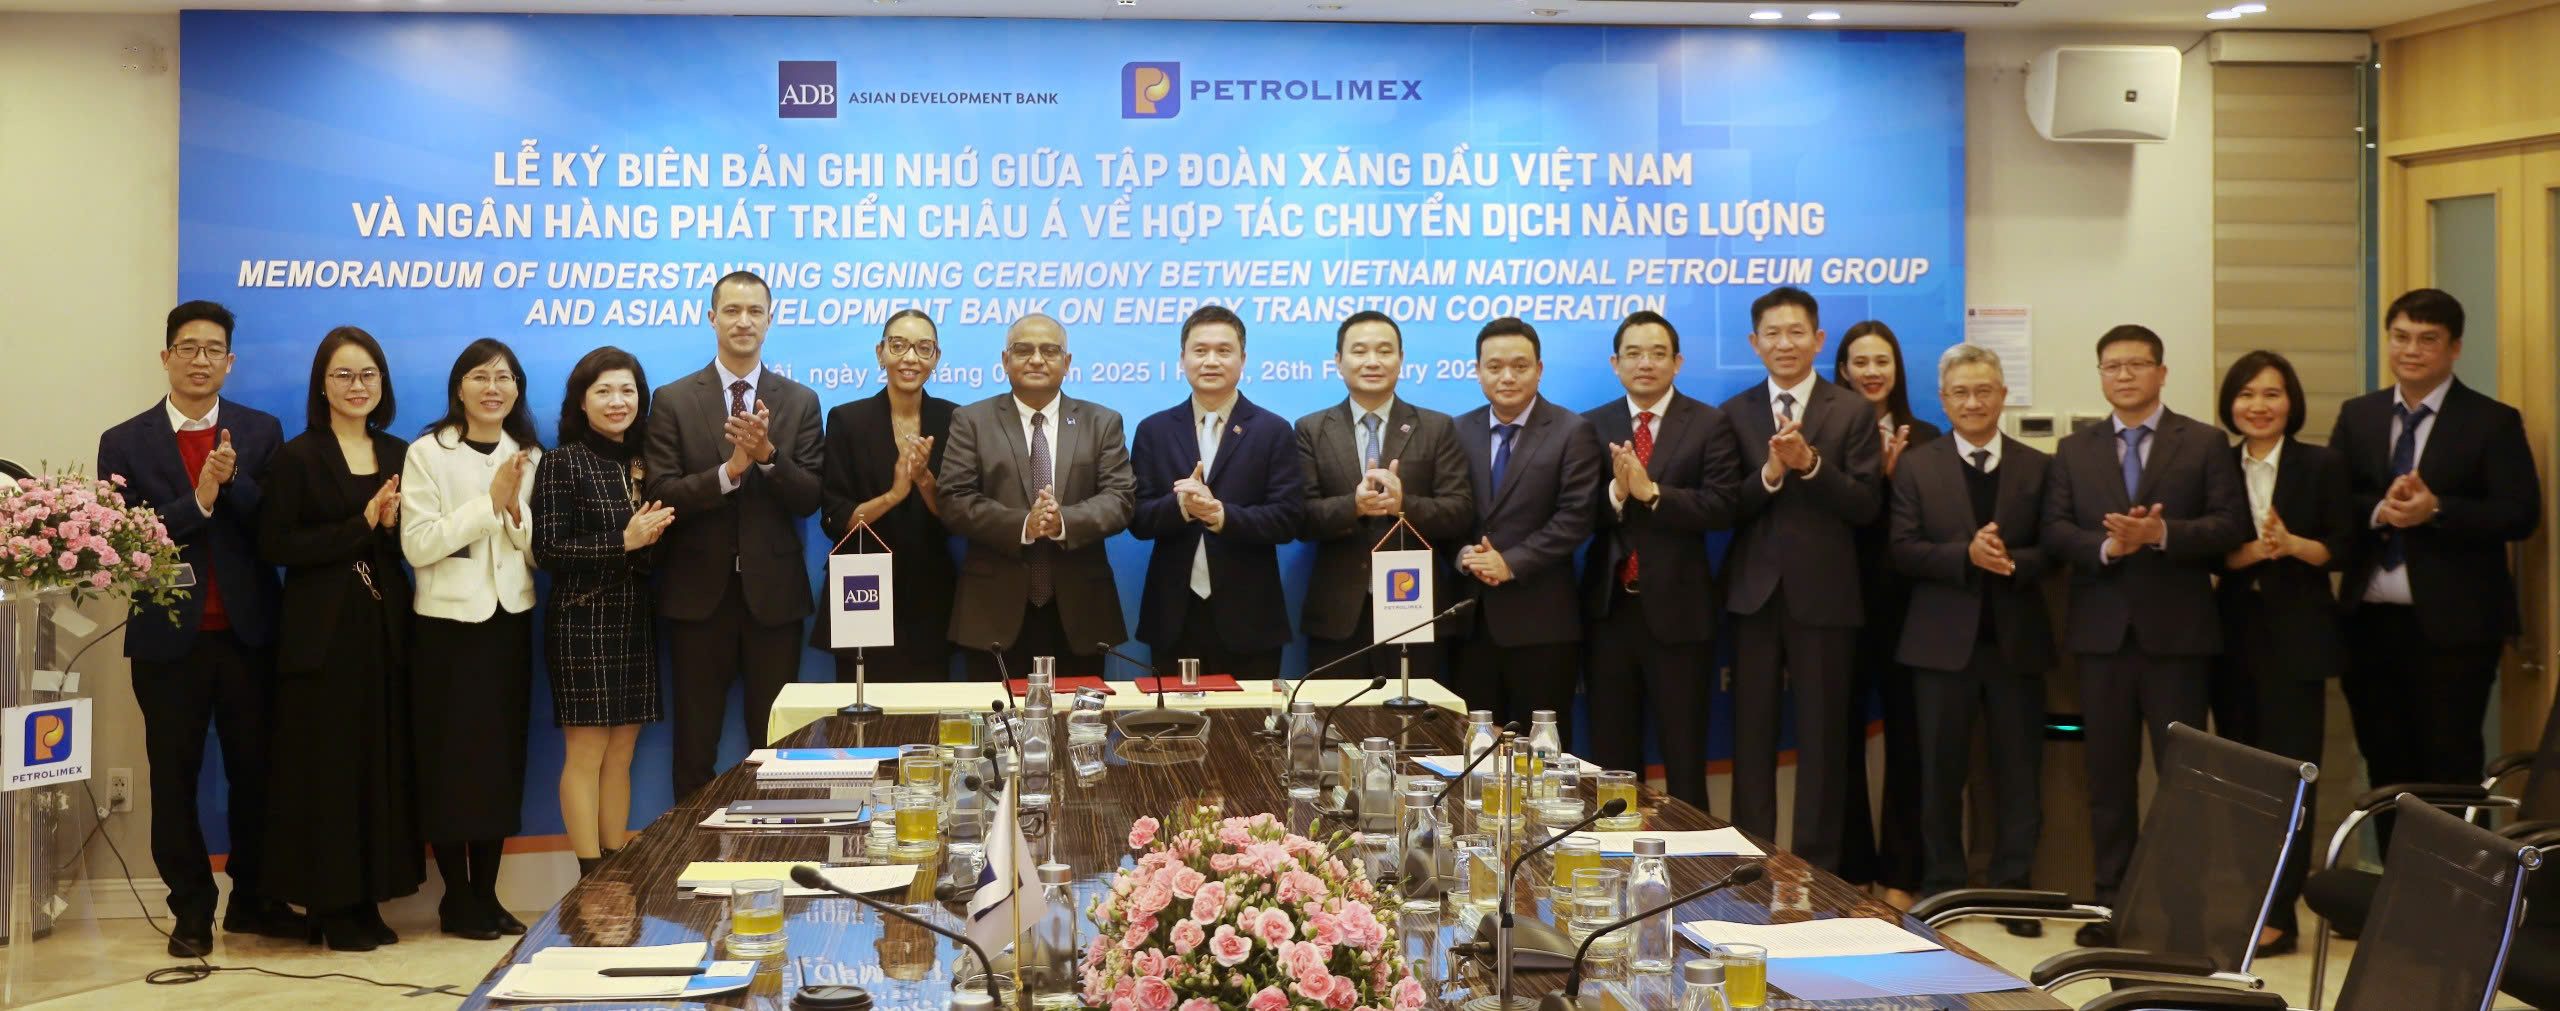 ADB ASIAN DEVELOPMENT BANK PETROLIMEX
LỄ KÝ BIÊN BẢN GHI NHỚ GIỮA TẬP ĐOÀN XĂNG DẦU VIỆT NAM
VÀ NGÂN HÀNG PHÁT TRIỂN CHÂU Á VỀ HỢP TÁC CHUYỂN DỊCH NĂNG LƯỢNG
MEMORANDUM OF UNDERSTANDING SIGNING CEREMONY BETWEEN VIETNAM NATIONAL PETROLEUM GROUP
AND ASIAN DEVELOPMENT BANK ON ENERGY TRANSITION COOPERATION
ngày 2025 | 26th
ADB
PETROLIMEX
PETROLIMEX
JBL